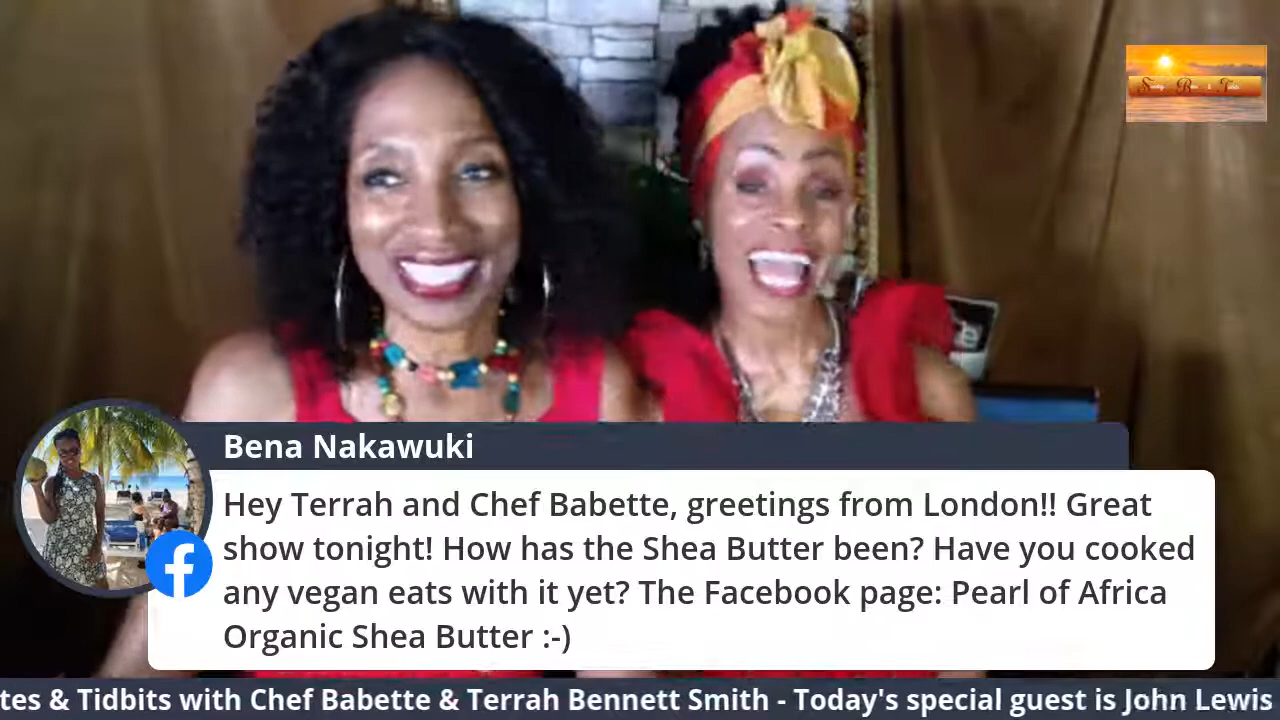 Bena Nakawuki
Hey Terrah and Chef Babette, greetings from London!! Great
show tonight! How has the Shea Butter been? Have you cooked
any vegan eats with it yet? The Facebook page: Pearl of Africa
Organic Shea Butter :-)
tes & Tidbits with Chef Babette & Terrah Bennett Smith - Today's special guest is John Lewis